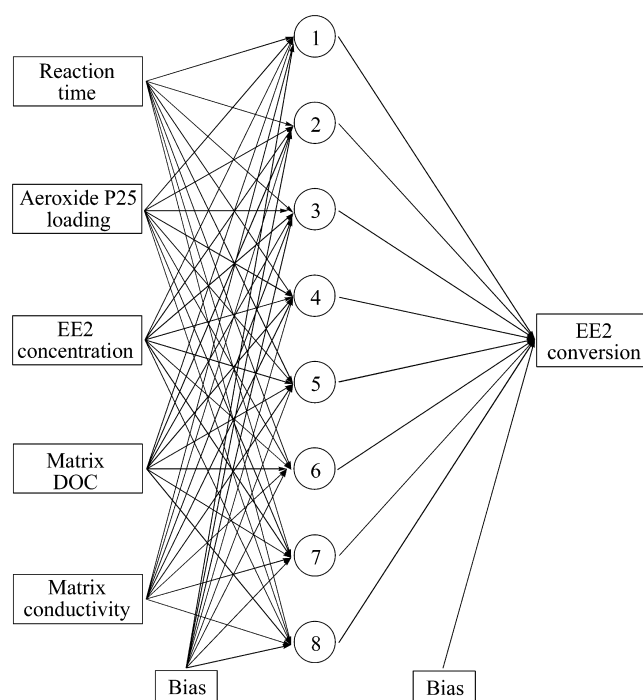 Reaction
time
Aeroxide P25
loading
EE2
concentration
Matrix
DOC
Matrix
conductivity
Bias
1
2
3
4
5
6
7
8
Bias
EE2
conversion